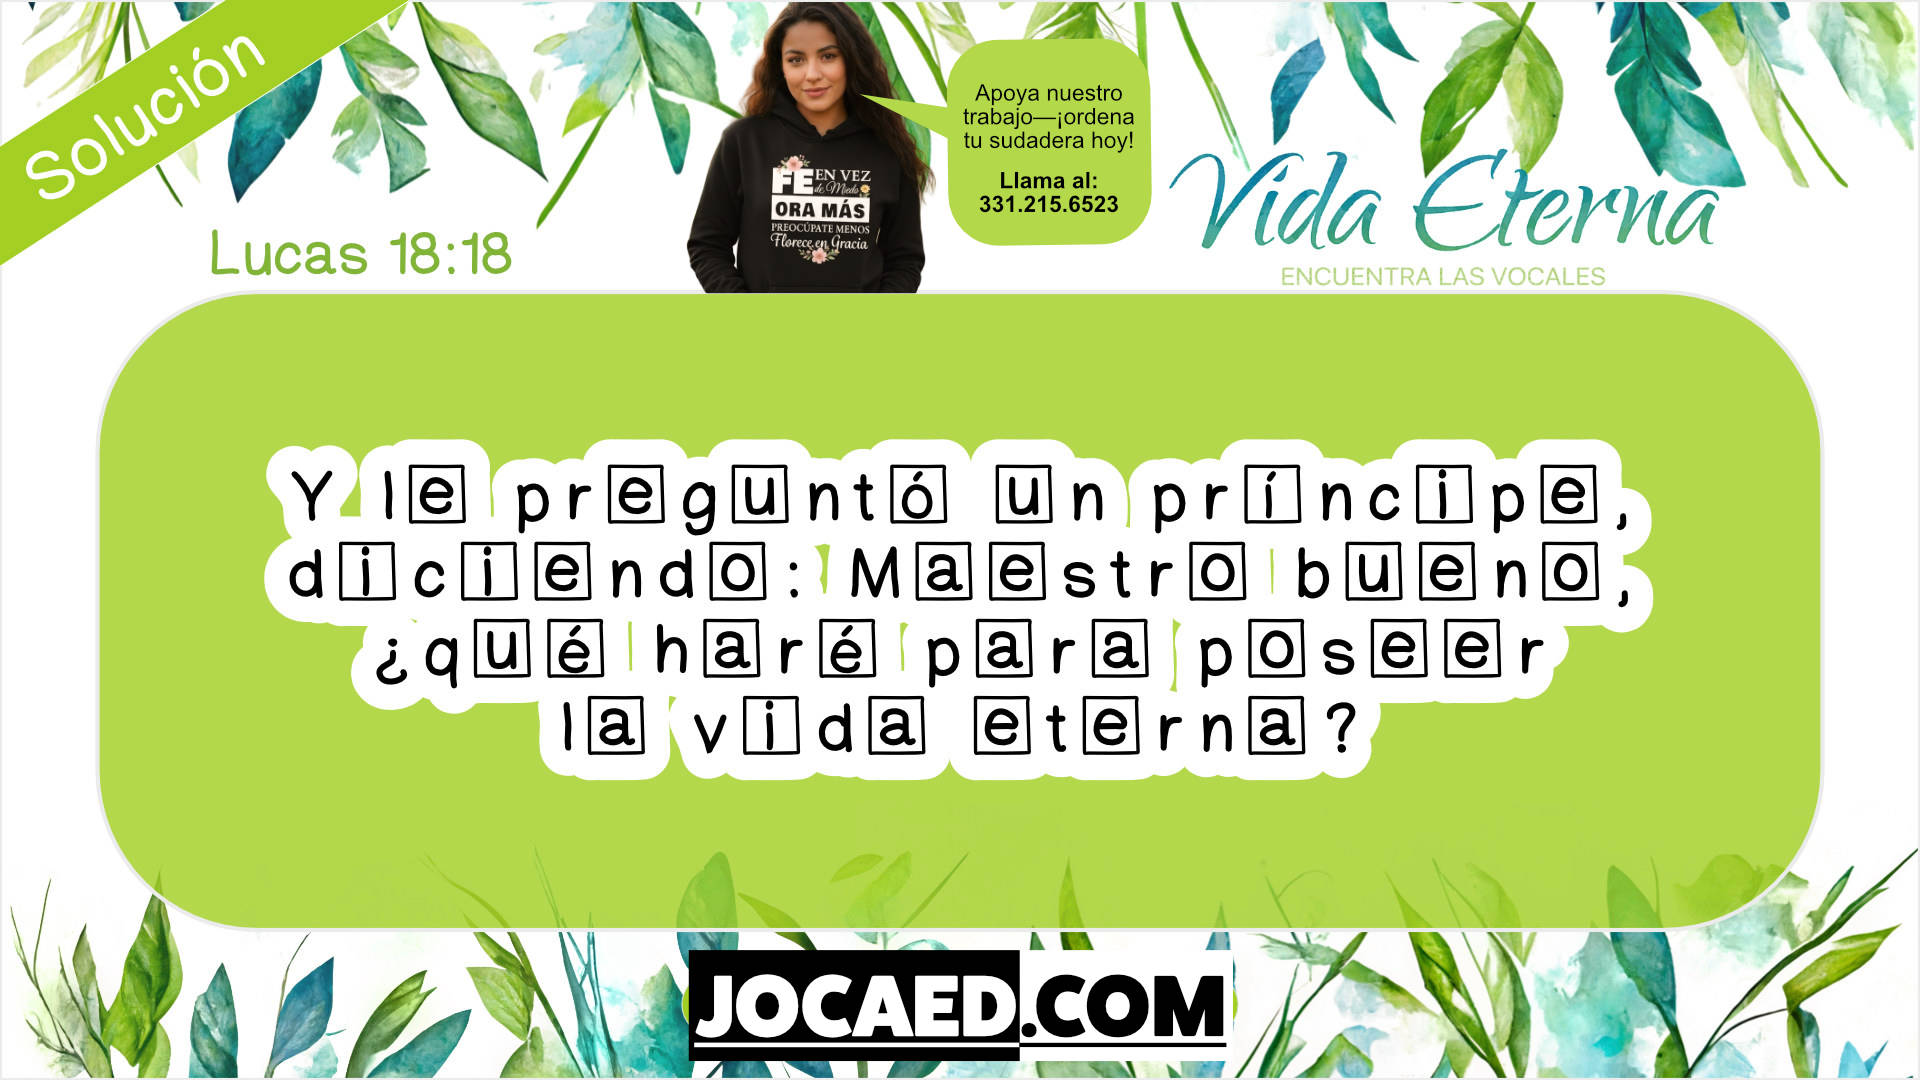 Solución
Lucas 18:18
FE EN VEZ
de Miedo
ORA MÁS
PREOCÚPATE MENOS
Florece en Gracia
Apoya nuestro
trabajo—¡ordena
tu sudadera hoy!
Llama al:
331.215.6523
Vida Eterna
ENCUENTRA LAS VOCALES
Y le preguntó un príncipe,
diciendo: Maestro bueno,
¿qué haré para poseer
la vida eterna?
JOCAED.COM